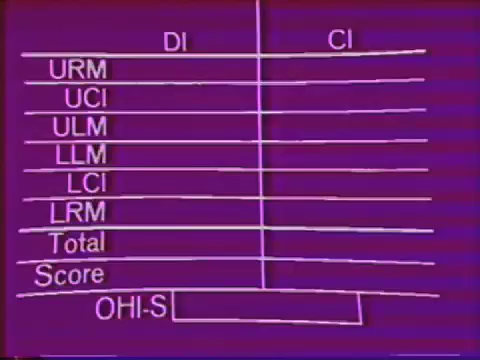 DI CI
URM
UCI
ULM
LLM
LCI
LRM
Total
Score
OHI-S